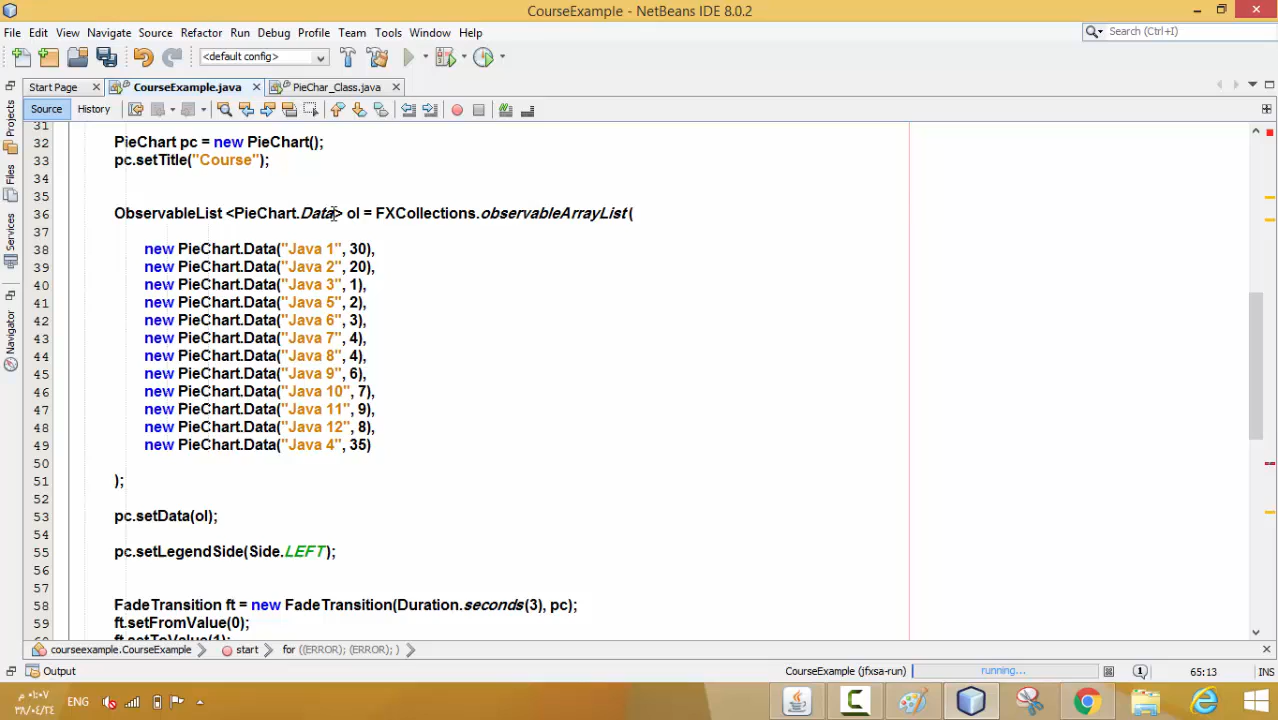 CourseExample - NetBeans IDE 8.0.2
File Edit View Navigate Source Refactor Run Debug Profile Team Tools Window Help
Search (Ctrl+I)
<default config>
Start Page CourseExample.java PieChar_Class.java
Source History
Projects
Files
Services
Navigator
31
32 PieChart pc = new PieChart();
33 pc.setTitle("Course");
34
35
36 ObservableList <PieChart.Data> ol = FXCollections.observableArrayList(
37
38 new PieChart.Data("Java 1", 30),
39 new PieChart.Data("Java 2", 20),
40 new PieChart.Data("Java 3", 1),
41 new PieChart.Data("Java 5", 2),
42 new PieChart.Data("Java 6", 3),
43 new PieChart.Data("Java 7", 4),
44 new PieChart.Data("Java 8", 4),
45 new PieChart.Data("Java 9", 6),
46 new PieChart.Data("Java 10", 7),
47 new PieChart.Data("Java 11", 9),
48 new PieChart.Data("Java 12", 8),
49 new PieChart.Data("Java 4", 35)
50
51 );
52
53 pc.setData(ol);
54
55 pc.setLegendSide(Side.LEFT);
56
57
58 FadeTransition ft = new FadeTransition(Duration.seconds(3), pc);
59 ft.setFromValue(0);
60 ft.setToValue(1);
courseexample.CourseExample start for ((ERROR); (ERROR); )
Output CourseExample (jfxsa-run) running... 1 65:13 INS
ENG